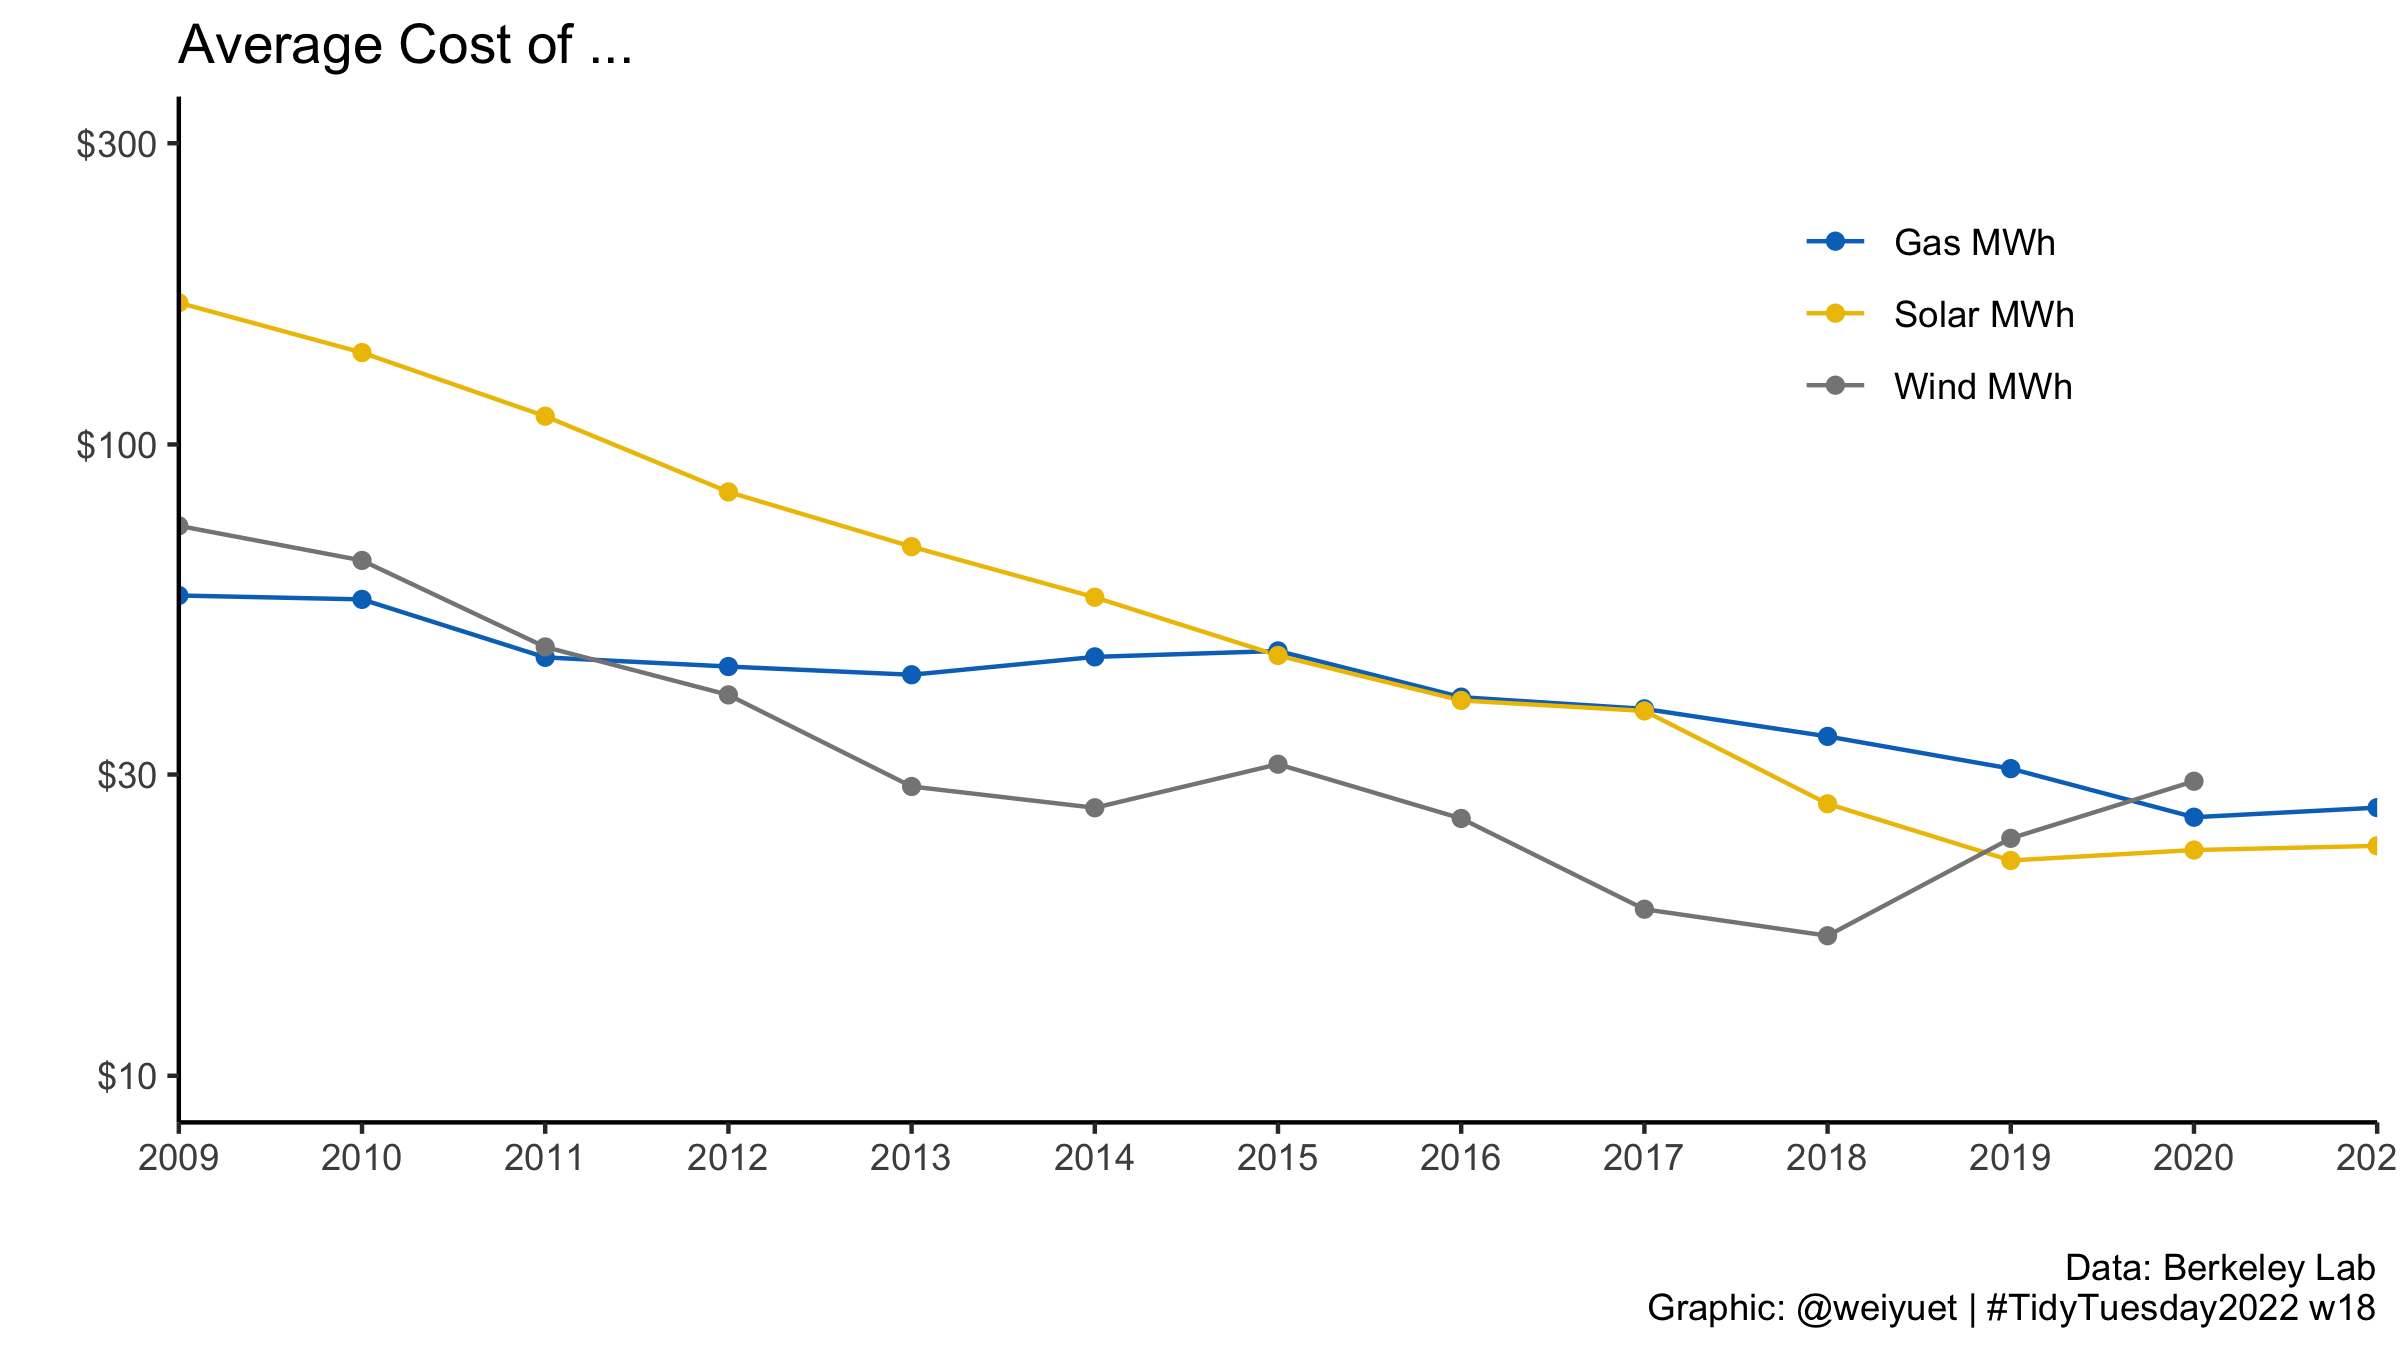 Average Cost of ...
$300
$100
$30
$10
Gas MWh
Solar MWh
Wind MWh
2009 2010 2011 2012 2013 2014 2015 2016 2017 2018 2019 2020 202
Data: Berkeley Lab
Graphic: @weiyuet | #TidyTuesday2022 w18